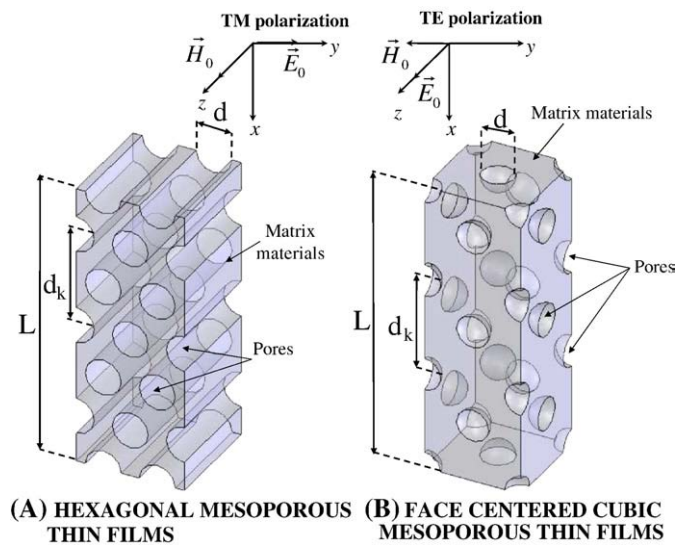 TM polarization
H₀ E₀ y
z x
d
L
dₖ
Matrix
materials
Pores
(A) HEXAGONAL MESOPOROUS
THIN FILMS
TE polarization
H₀ y
E₀
z x
d
Matrix materials
L
dₖ
Pores
(B) FACE CENTERED CUBIC
MESOPOROUS THIN FILMS